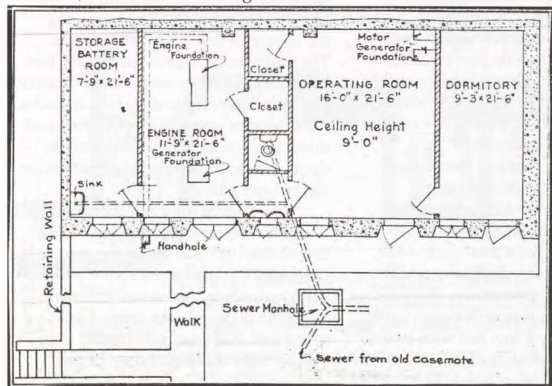 STORAGE
BATTERY
ROOM
7'-9" x 21'-6"
Engine
Foundation
Closet
Closet
ENGINE ROOM
11'-9" x 21'-6"
Generator
Foundation
Motor
Generator
Foundations
OPERATING ROOM
16'-0" x 21'-6"
Ceiling Height
9'-0"
DORMITORY
9'-3" x 21'-6"
Sink
Retaining Wall
Handhole
Walk
Sewer Manhole
Sewer from old Casemate